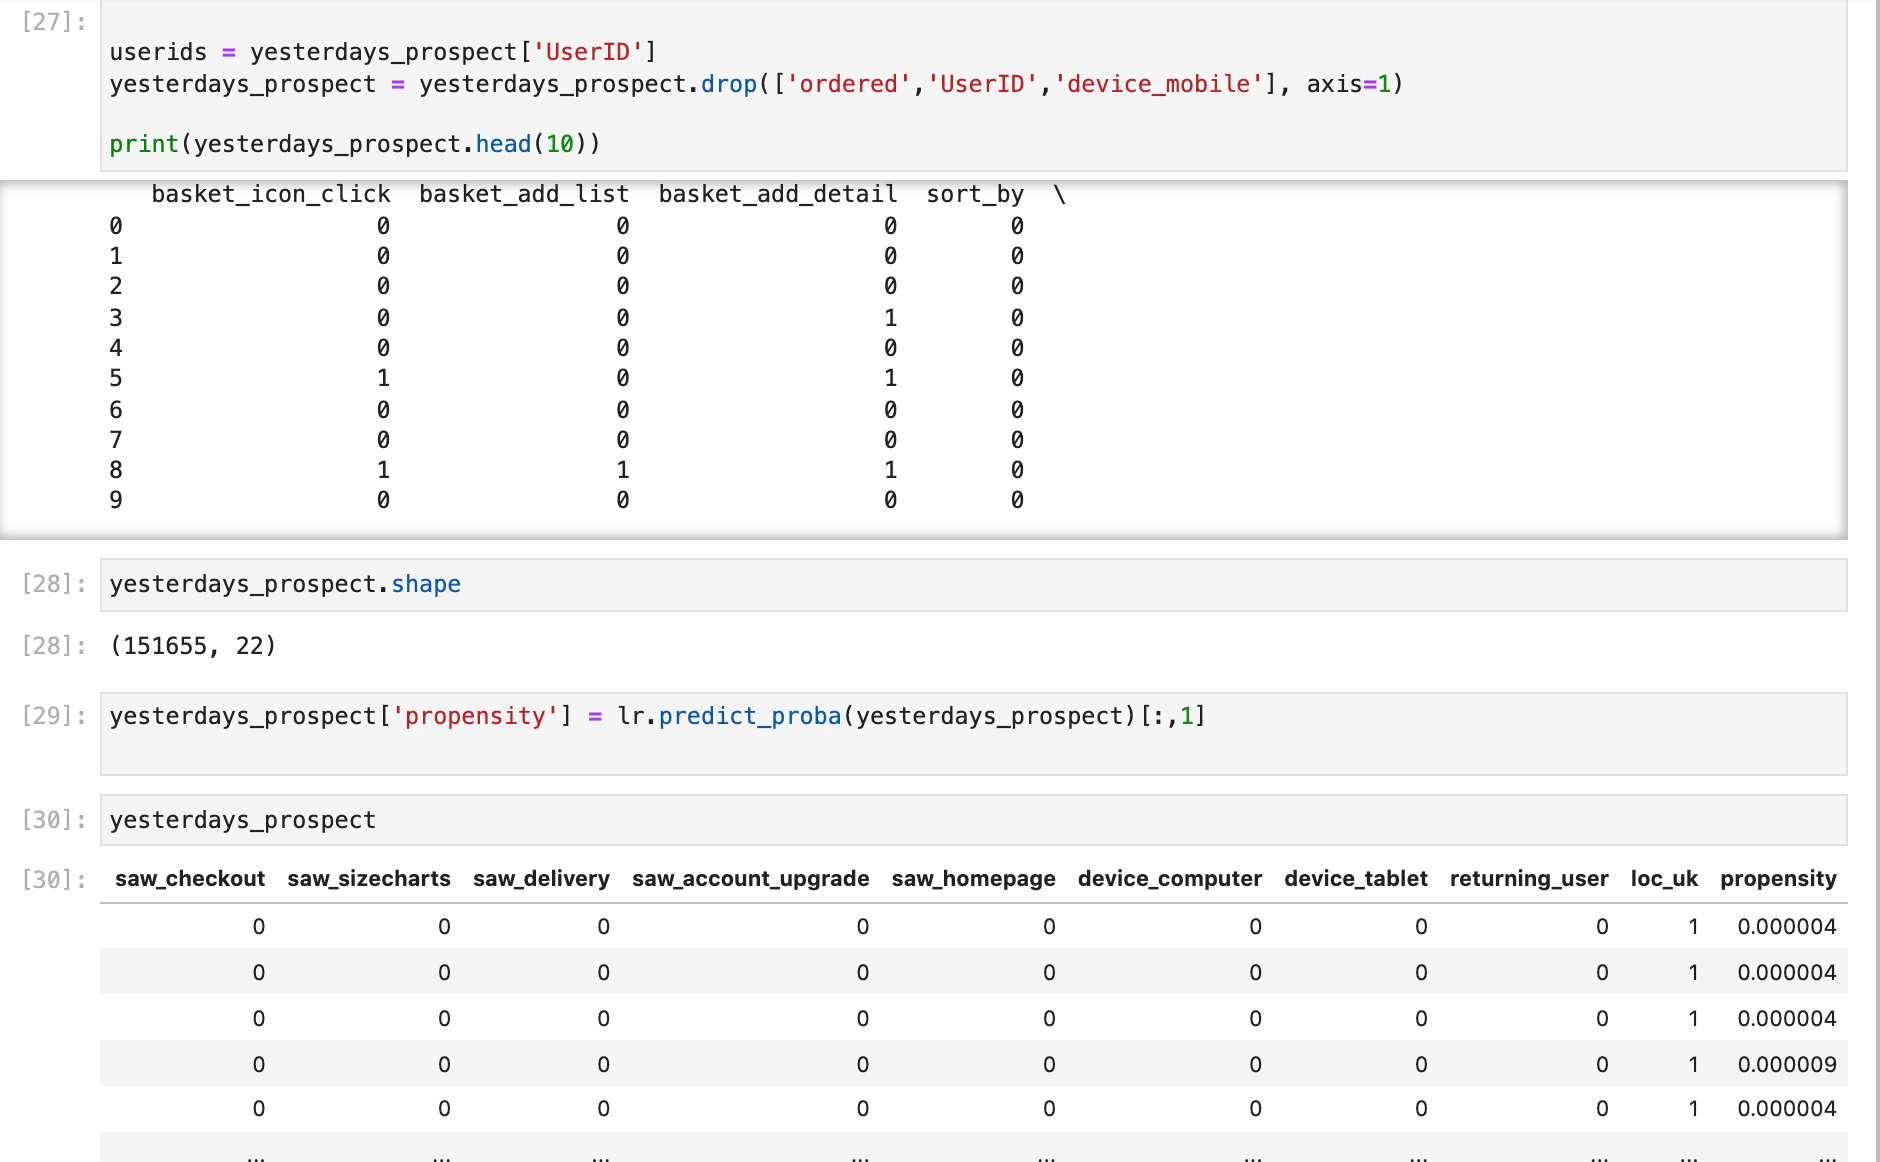 [27]:
userids = yesterdays_prospect['UserID']
yesterdays_prospect = yesterdays_prospect.drop(['ordered','UserID','device_mobile'], axis=1)
print(yesterdays_prospect.head(10))
basket_icon_click basket_add_list basket_add_detail sort_by \
0 0 0 0 0
1 0 0 0 0
2 0 0 0 0
3 0 0 1 0
4 0 0 0 0
5 1 0 1 0
6 0 0 0 0
7 0 0 0 0
8 1 1 1 0
9 0 0 0 0
[28]: yesterdays_prospect.shape
[28]: (151655, 22)
[29]: yesterdays_prospect['propensity'] = lr.predict_proba(yesterdays_prospect)[:,1]
[30]: yesterdays_prospect
[30]: saw_checkout saw_sizecharts saw_delivery saw_account_upgrade saw_homepage device_computer device_tablet returning_user loc_uk propensity
0 0 0 0 0 0 0 0 1 0.000004
0 0 0 0 0 0 0 0 1 0.000004
0 0 0 0 0 0 0 0 1 0.000004
0 0 0 0 0 0 0 0 1 0.000009
0 0 0 0 0 0 0 0 1 0.000004
... ... ... ... ... ... ... ... ... ...